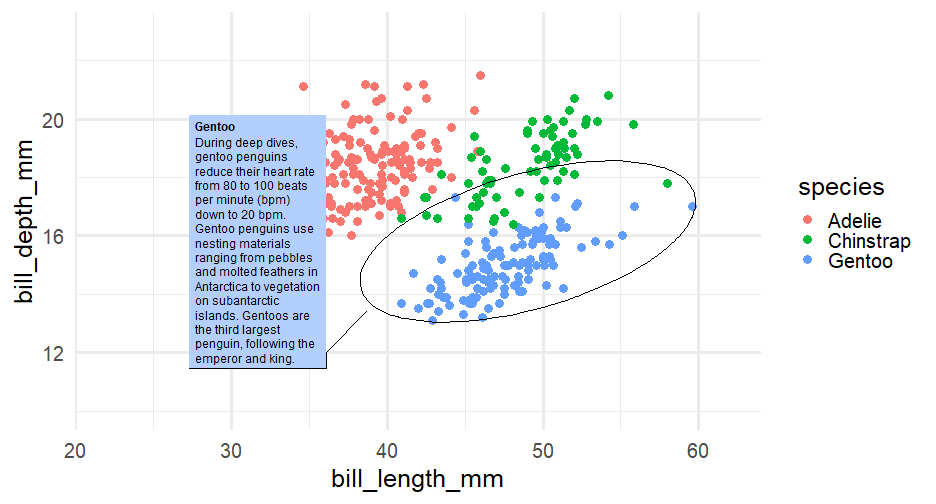 Gentoo
During deep dives,
gentoo penguins
reduce their heart rate
from 80 to 100 beats
per minute (bpm)
down to 20 bpm.
Gentoo penguins use
nesting materials
ranging from pebbles
and molted feathers in
Antarctica to vegetation
on subantarctic
islands. Gentoos are
the third largest
penguin, following the
emperor and king.
bill_depth_mm
20
16
12
20 30 40 50 60
bill_length_mm
species
Adelie
Chinstrap
Gentoo